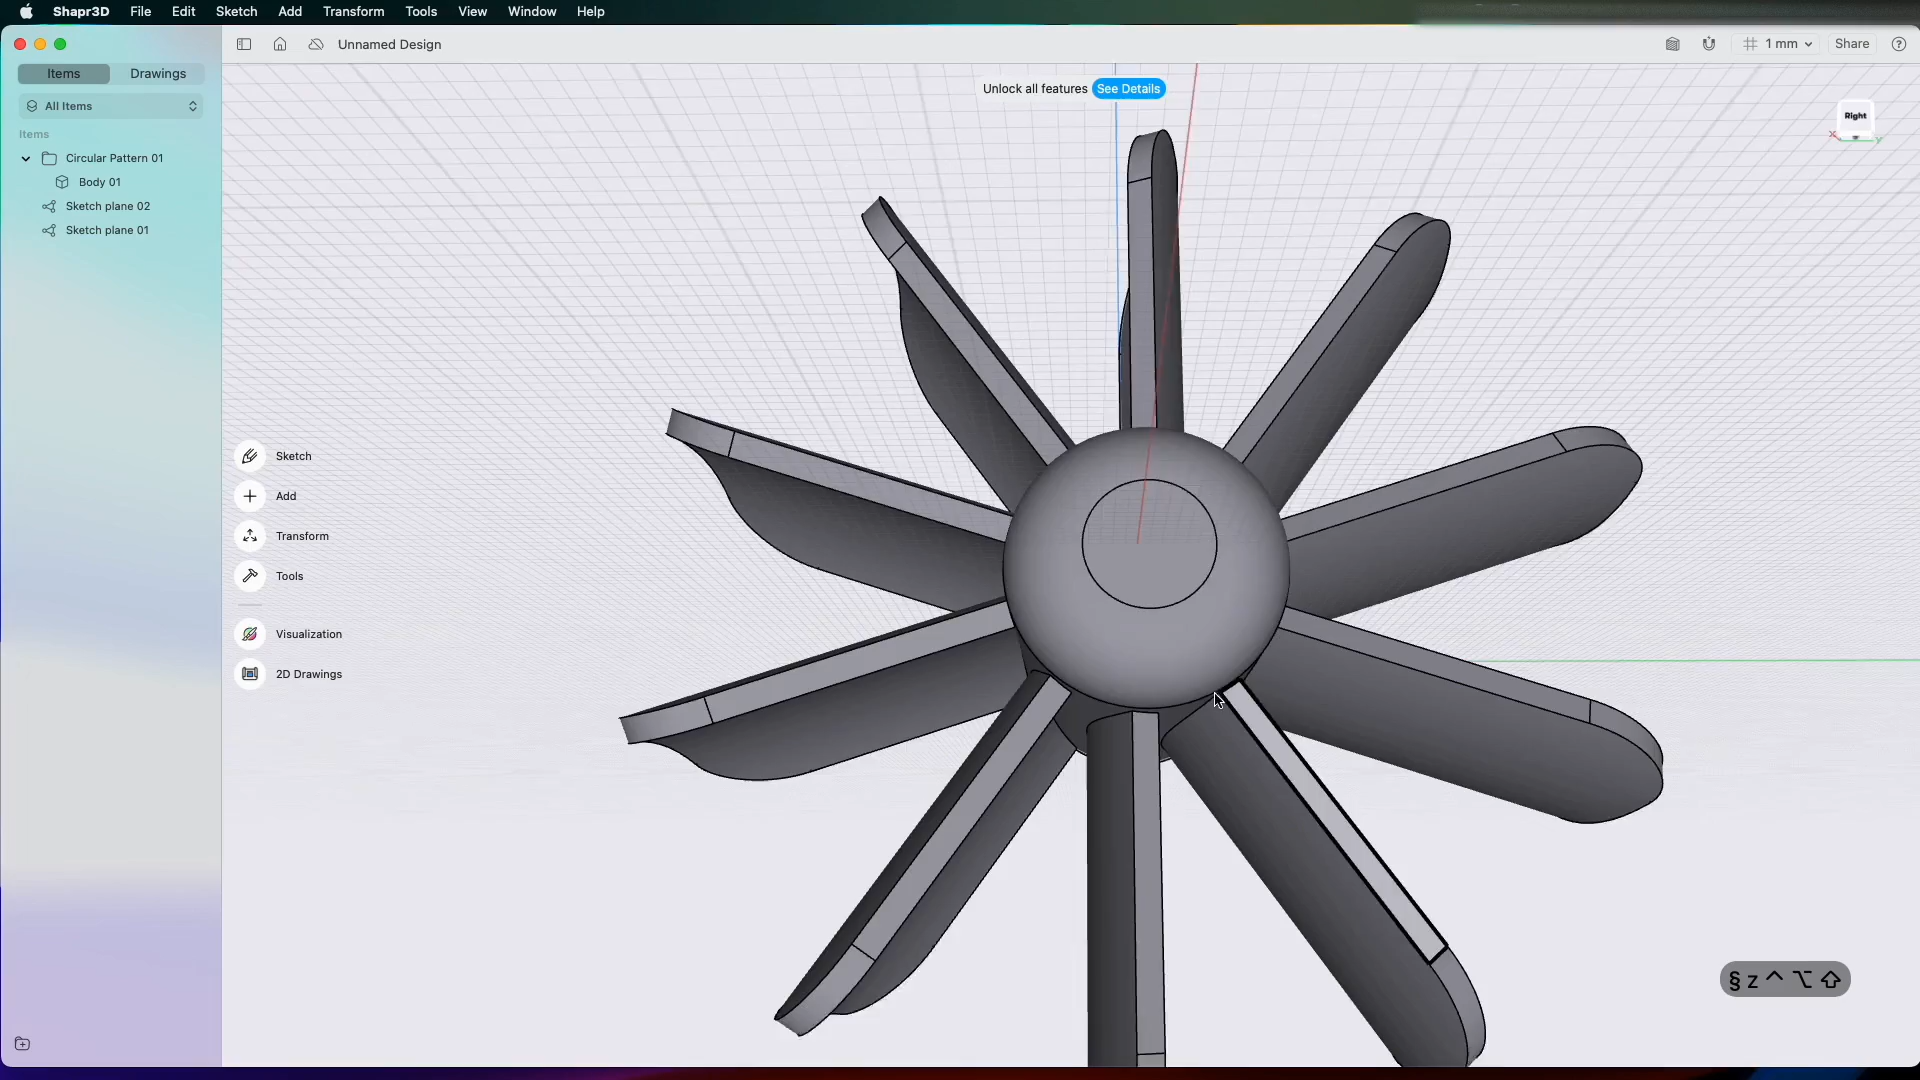 Shapr3D File Edit Sketch Add Transform Tools View Window Help
Unnamed Design
1 mm
Share
Items
Drawings
Unlock all features See Details
All Items
Right
X
Y
Items
Circular Pattern 01
Body 01
Sketch plane 02
Sketch plane 01
Sketch
Add
Transform
Tools
Visualization
2D Drawings
§ z ^ ⌥ ⇧